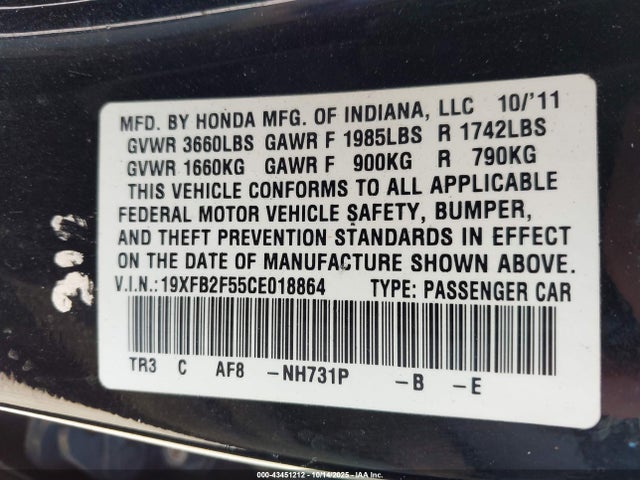 MFD. BY HONDA MFG. OF INDIANA, LLC 10/'11
GVWR 3660LBS GAWR F 1985LBS R 1742LBS
GVWR 1660KG GAWR F 900KG R 790KG
THIS VEHICLE CONFORMS TO ALL APPLICABLE
FEDERAL MOTOR VEHICLE SAFETY, BUMPER,
AND THEFT PREVENTION STANDARDS IN EFFECT
ON THE DATE OF MANUFACTURE SHOWN ABOVE.
V.I.N.: 19XFB2F55CE018864 TYPE: PASSENGER CAR
TR3 C AF8 -NH731P -B -E
000-43451212 - 10/14/2025 - IAA Inc.